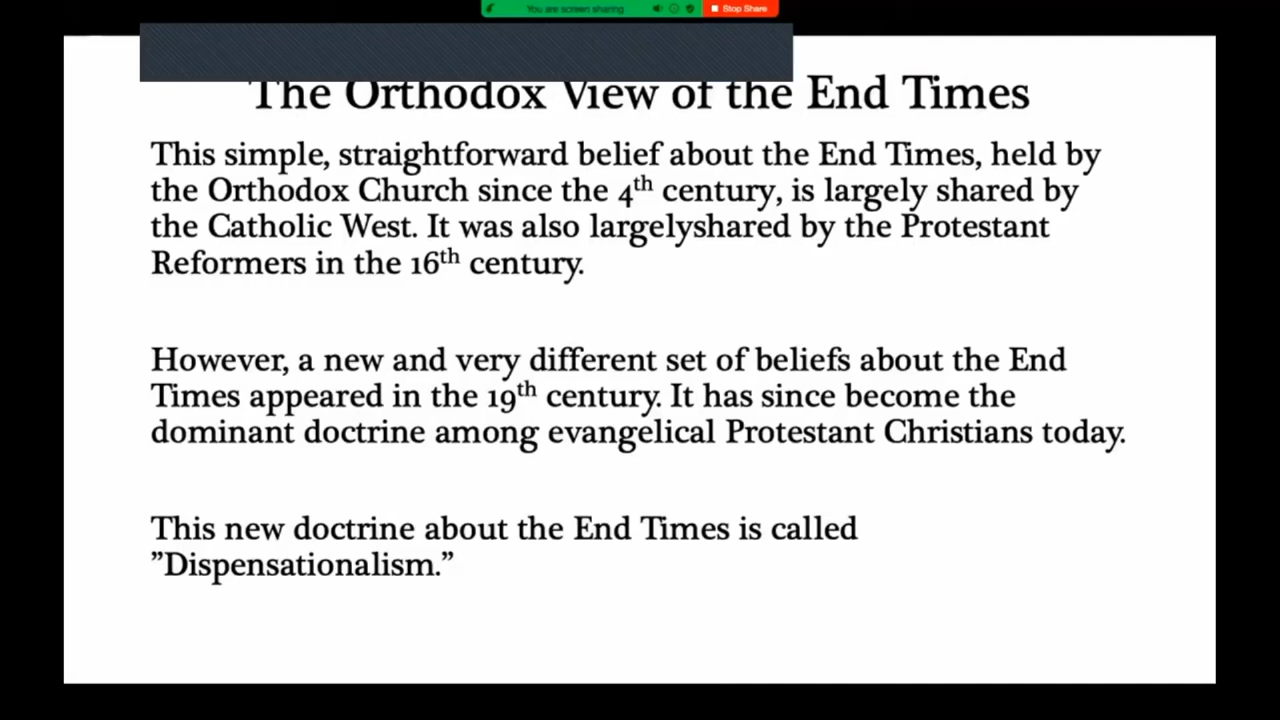 You are screen sharing
Stop Share
The Orthodox View of the End Times
This simple, straightforward belief about the End Times, held by
the Orthodox Church since the 4th century, is largely shared by
the Catholic West. It was also largelyshared by the Protestant
Reformers in the 16th century.
However, a new and very different set of beliefs about the End
Times appeared in the 19th century. It has since become the
dominant doctrine among evangelical Protestant Christians today.
This new doctrine about the End Times is called
”Dispensationalism.”